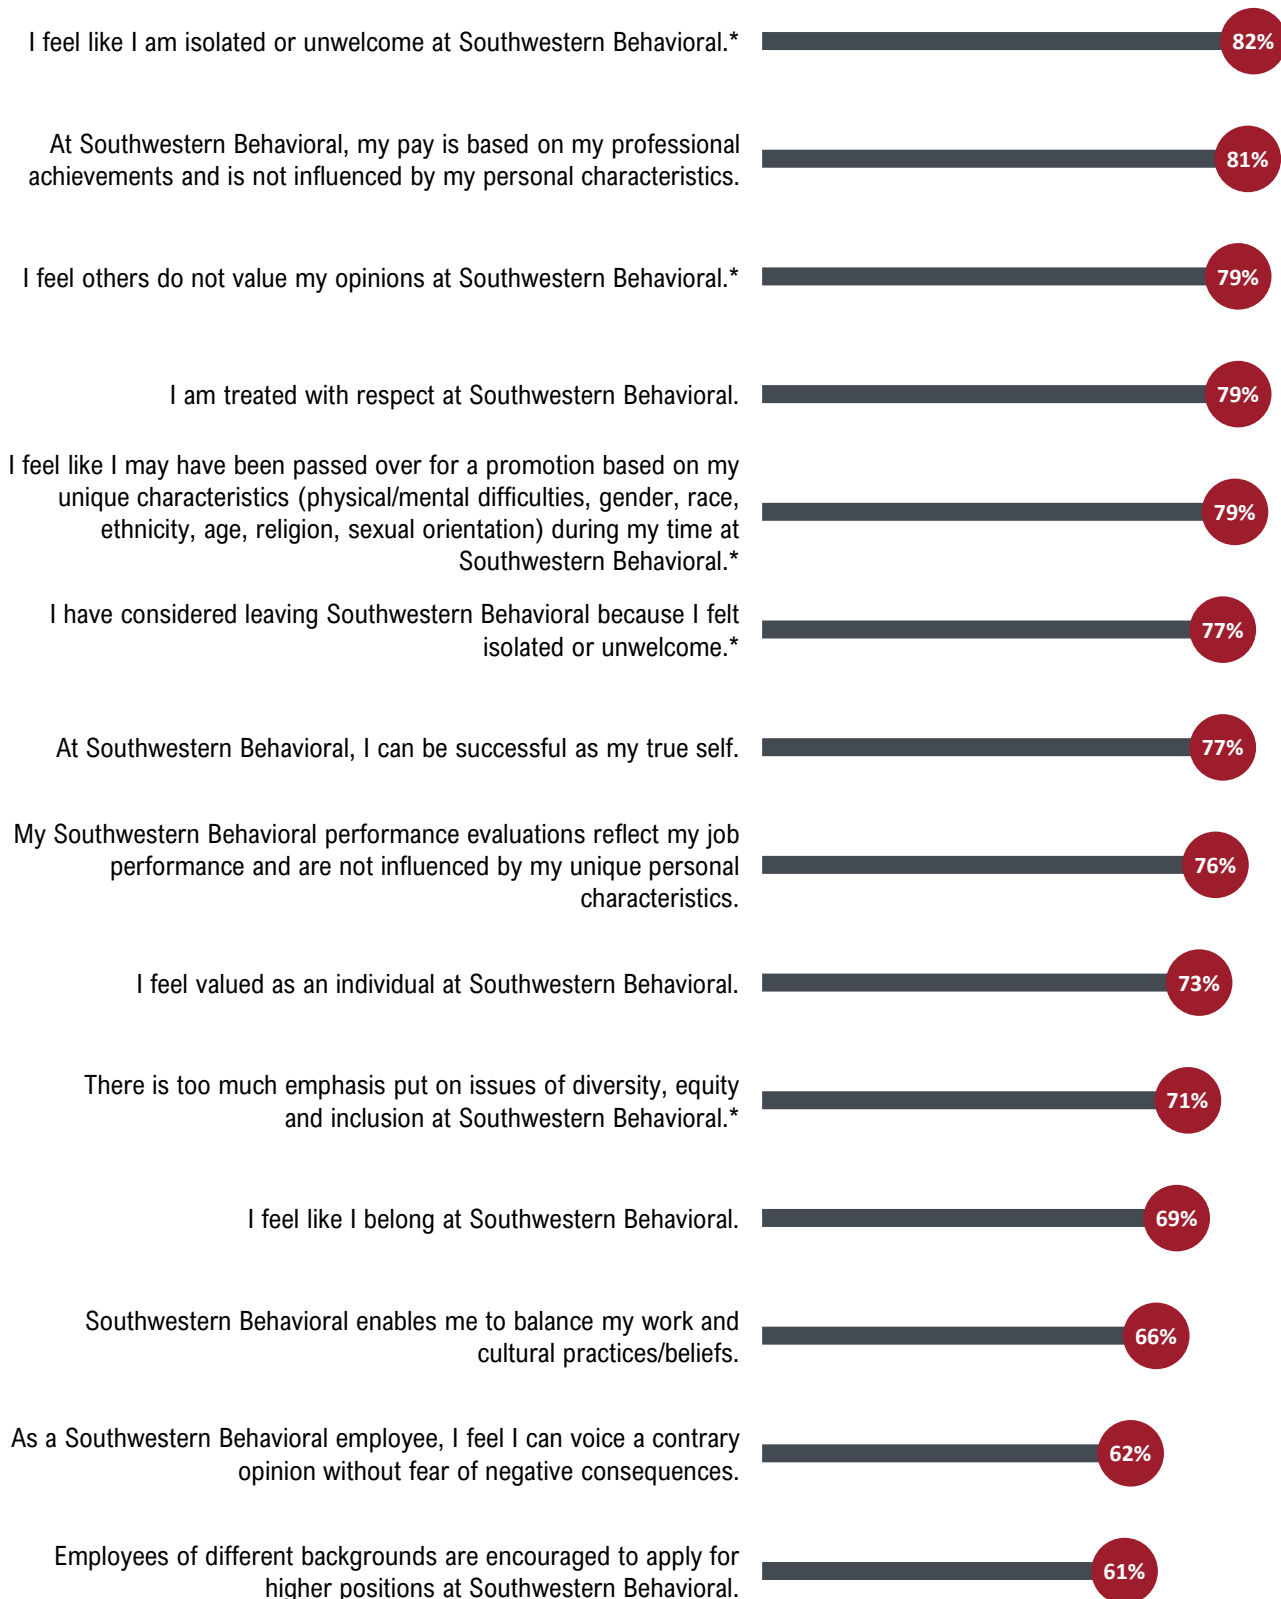 I feel like I am isolated or unwelcome at Southwestern Behavioral.*
82%
At Southwestern Behavioral, my pay is based on my professional
achievements and is not influenced by my personal characteristics.
81%
I feel others do not value my opinions at Southwestern Behavioral.*
79%
I am treated with respect at Southwestern Behavioral.
79%
I feel like I may have been passed over for a promotion based on my
unique characteristics (physical/mental difficulties, gender, race,
ethnicity, age, religion, sexual orientation) during my time at
Southwestern Behavioral.*
79%
I have considered leaving Southwestern Behavioral because I felt
isolated or unwelcome.*
77%
At Southwestern Behavioral, I can be successful as my true self.
77%
My Southwestern Behavioral performance evaluations reflect my job
performance and are not influenced by my unique personal
characteristics.
76%
I feel valued as an individual at Southwestern Behavioral.
73%
There is too much emphasis put on issues of diversity, equity
and inclusion at Southwestern Behavioral.*
71%
I feel like I belong at Southwestern Behavioral.
69%
Southwestern Behavioral enables me to balance my work and
cultural practices/beliefs.
66%
As a Southwestern Behavioral employee, I feel I can voice a contrary
opinion without fear of negative consequences.
62%
Employees of different backgrounds are encouraged to apply for
higher positions at Southwestern Behavioral.
61%